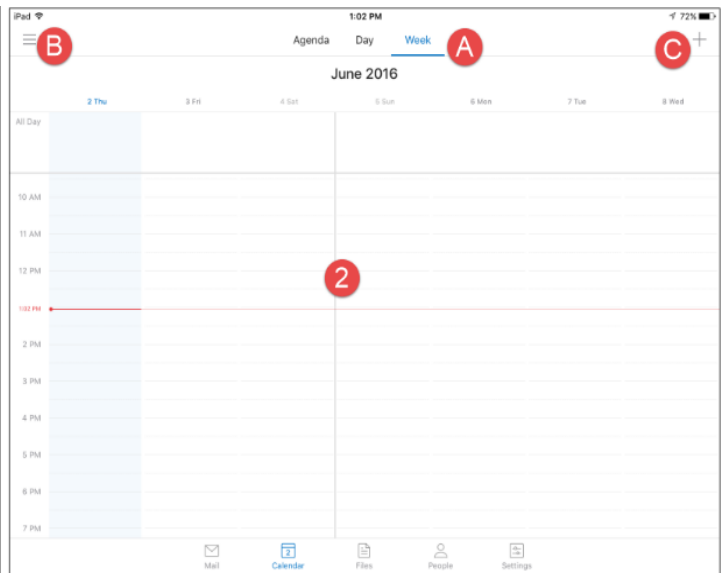 iPad 1:02 PM 72%
B Agenda Day Week A C
June 2016
2 Thu 3 Fri 4 Sat 5 Sun 6 Mon 7 Tue 8 Wed
All Day
10 AM
11 AM
12 PM
2
1:02 PM
2 PM
3 PM
4 PM
5 PM
6 PM
7 PM
2
Mail Calendar Files People Settings